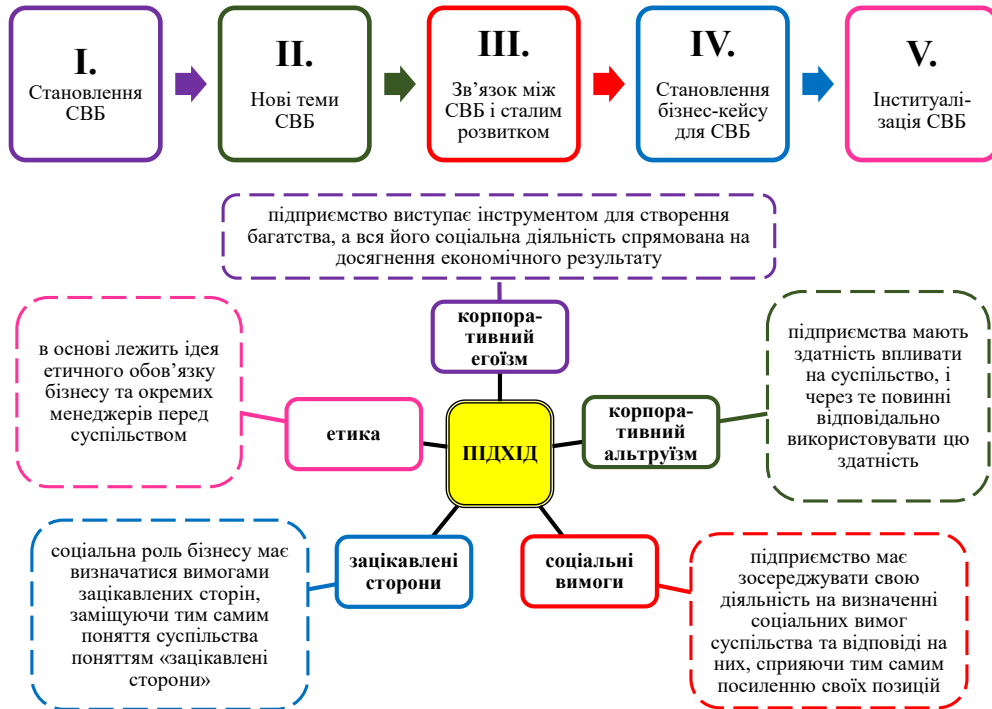 I.
Становлення
СВБ
II.
Нові теми
СВБ
III.
Зв’язок між
СВБ і сталим
розвитком
IV.
Становлення
бізнес-кейсу
для СВБ
V.
Інституалі-
зація СВБ
підприємство виступає інструментом для створення
багатства, а вся його соціальна діяльність спрямована на
досягнення економічного результату
корпора-
тивний
егоїзм
в основі лежить ідея
етичного обов’язку
бізнесу та окремих
менеджерів перед
суспільством
етика
ПІДХІД
корпора-
тивний
альтруїзм
підприємства мають
здатність впливати
на суспільство, і
через те повинні
відповідально
використовувати цю
здатність
соціальна роль бізнесу має
визначатися вимогами
зацікавлених сторін,
заміщуючи тим самим
поняття суспільства
поняттям «зацікавлені
сторони»
зацікавлені
сторони
соціальні
вимоги
підприємство має
зосереджувати свою
діяльність на визначенні
соціальних вимог
суспільства та відповіді на
них, сприяючи тим самим
посиленню своїх позицій